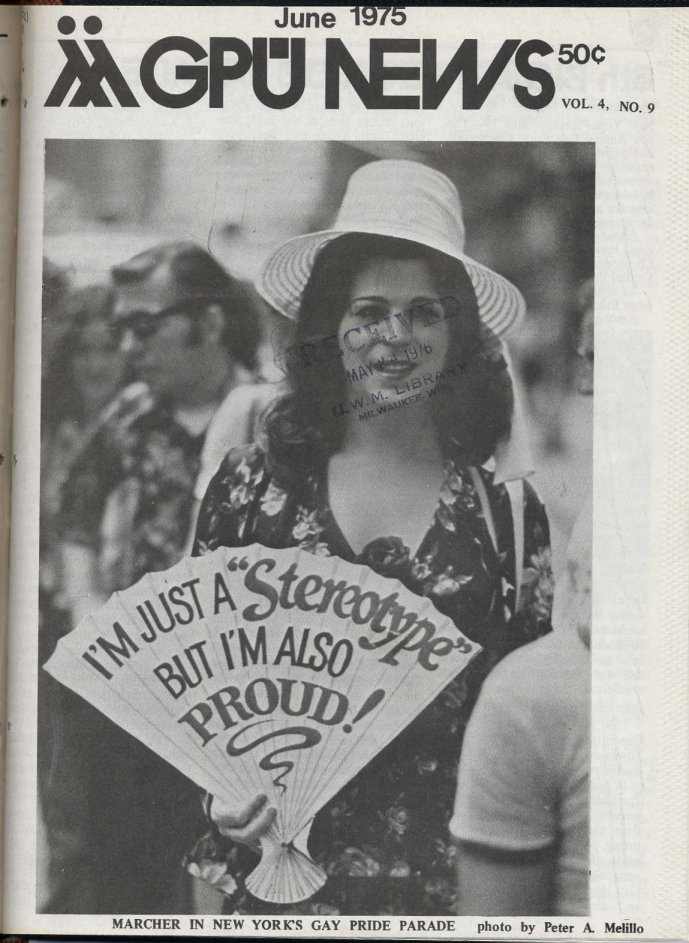 June 1975
GPU NEWS 50¢
VOL. 4, NO. 9
RECEIVED
MAY 24 1976
U.W.M. LIBRARY
MILWAUKEE, WIS.
I'M JUST A "Stereotype"
BUT I'M ALSO
PROUD!
MARCHER IN NEW YORK'S GAY PRIDE PARADE photo by Peter A. Melillo